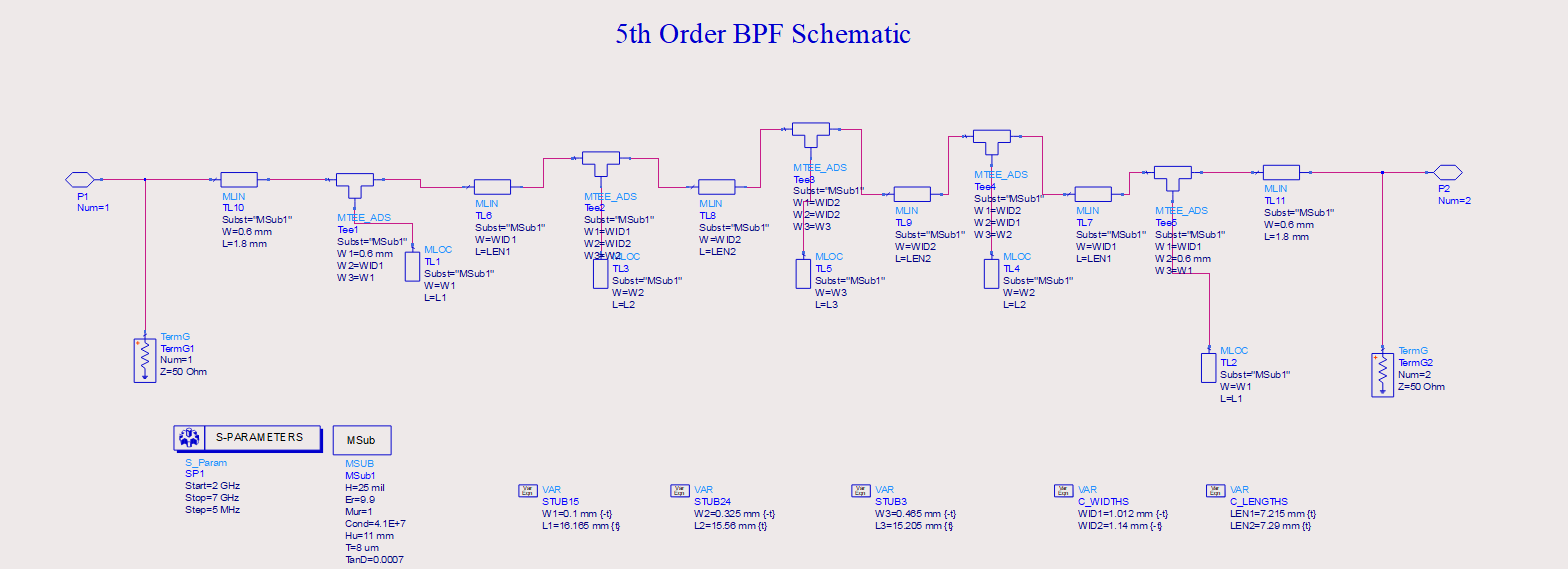 5th Order BPF Schematic
P1
Num=1
MLIN
TL10
Subst="MSub1"
W=0.6 mm
L=1.8 mm
MTEE_ADS
Tee1
Subst="MSub1"
W1=0.6 mm
W2=WID1
W3=W1
MLOC
TL1
Subst="MSub1"
W=W1
L=L1
MLIN
TL6
Subst="MSub1"
W=WID1
L=LEN1
MTEE_ADS
Tee2
Subst="MSub1"
W1=WID1
W2=WID2
W3=W2
MLOC
TL3
Subst="MSub1"
W=W2
L=L2
MLIN
TL8
Subst="MSub1"
W=WID2
L=LEN2
MTEE_ADS
Tee3
Subst="MSub1"
W1=WID2
W2=WID2
W3=W3
MLOC
TL5
Subst="MSub1"
W=W3
L=L3
MLIN
TL9
Subst="MSub1"
W=WID2
L=LEN2
MTEE_ADS
Tee4
Subst="MSub1"
W1=WID2
W2=WID1
W3=W2
MLOC
TL4
Subst="MSub1"
W=W2
L=L2
MLIN
TL7
Subst="MSub1"
W=WID1
L=LEN1
MTEE_ADS
Tee5
Subst="MSub1"
W1=WID1
W2=0.6 mm
W3=W1
MLOC
TL2
Subst="MSub1"
W=W1
L=L1
MLIN
TL11
Subst="MSub1"
W=0.6 mm
L=1.8 mm
P2
Num=2
TermG
TermG1
Num=1
Z=50 Ohm
TermG
TermG2
Num=2
Z=50 Ohm
S-PARAMETERS
S_Param
SP1
Start=2 GHz
Stop=7 GHz
Step=5 MHz
MSub
MSUB
MSub1
H=25 mil
Er=9.9
Mur=1
Cond=4.1E+7
Hu=11 mm
T=8 um
TanD=0.0007
Var
Eqn
VAR
STUB15
W1=0.1 mm {-t}
L1=16.165 mm {t}
Var
Eqn
VAR
STUB24
W2=0.325 mm {-t}
L2=15.56 mm {t}
Var
Eqn
VAR
STUB3
W3=0.465 mm {-t}
L3=15.205 mm {t}
Var
Eqn
VAR
C_WIDTHS
WID1=1.012 mm {-t}
WID2=1.14 mm {-t}
Var
Eqn
VAR
C_LENGTHS
LEN1=7.215 mm {t}
LEN2=7.29 mm {t}